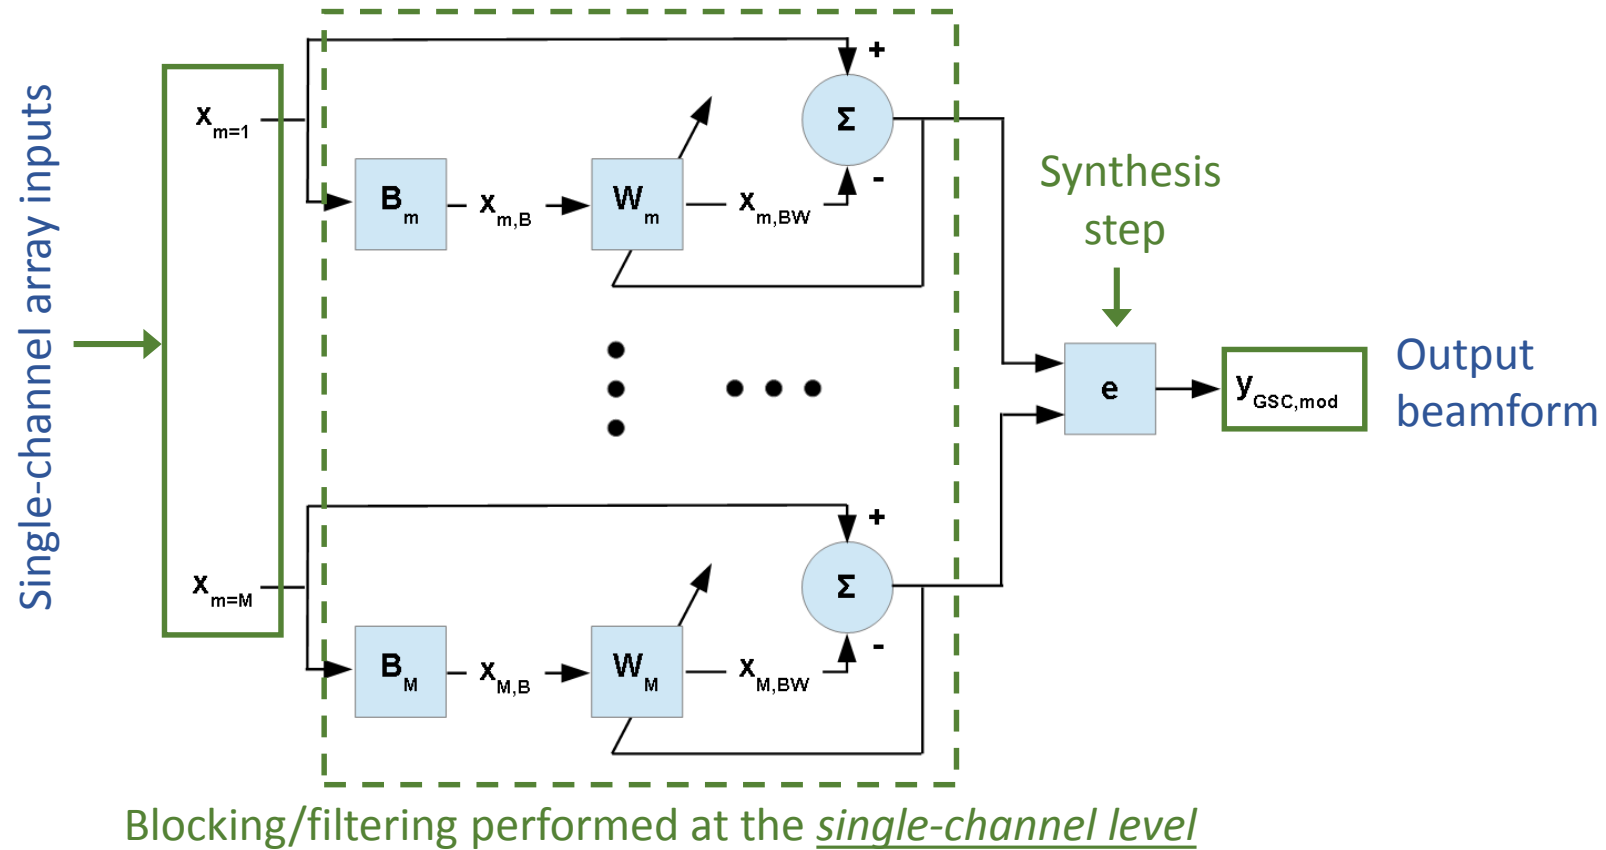 Single-channel array inputs
x m=1
+
Σ
-
B m
x m,B
W m
x m,BW
Synthesis
step
e
y GSC,mod
Output
beamform
x m=M
+
Σ
-
B M
x M,B
W M
x M,BW
Blocking/filtering performed at the single-channel level